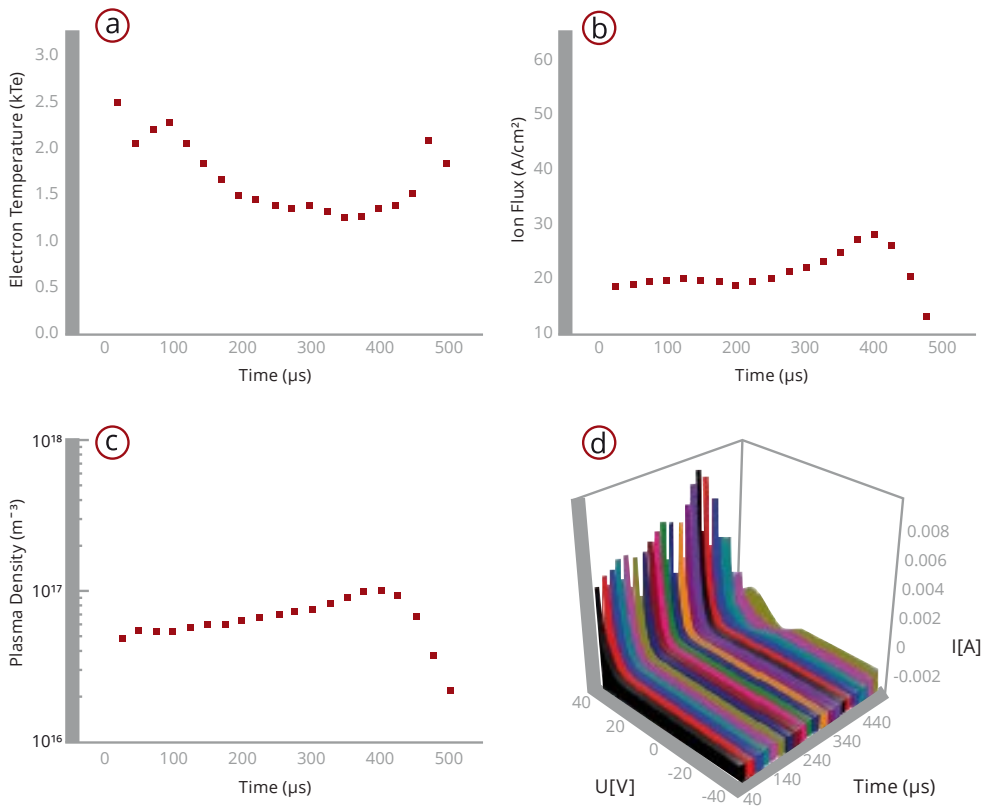 a
Electron Temperature (kTe)
3.0
2.5
2.0
1.5
1.0
0.5
0.0
0 100 200 300 400 500
Time (µs)
b
Ion Flux (A/cm²)
60
50
40
30
20
10
0 100 200 300 400 500
Time (µs)
c
Plasma Density (m⁻³)
10¹⁸
10¹⁷
10¹⁶
0 100 200 300 400 500
Time (µs)
d
0.008
0.006
0.004
0.002
0
-0.002
I[A]
40
20
0
-20
-40
U[V]
40
140
240
340
440
Time (µs)